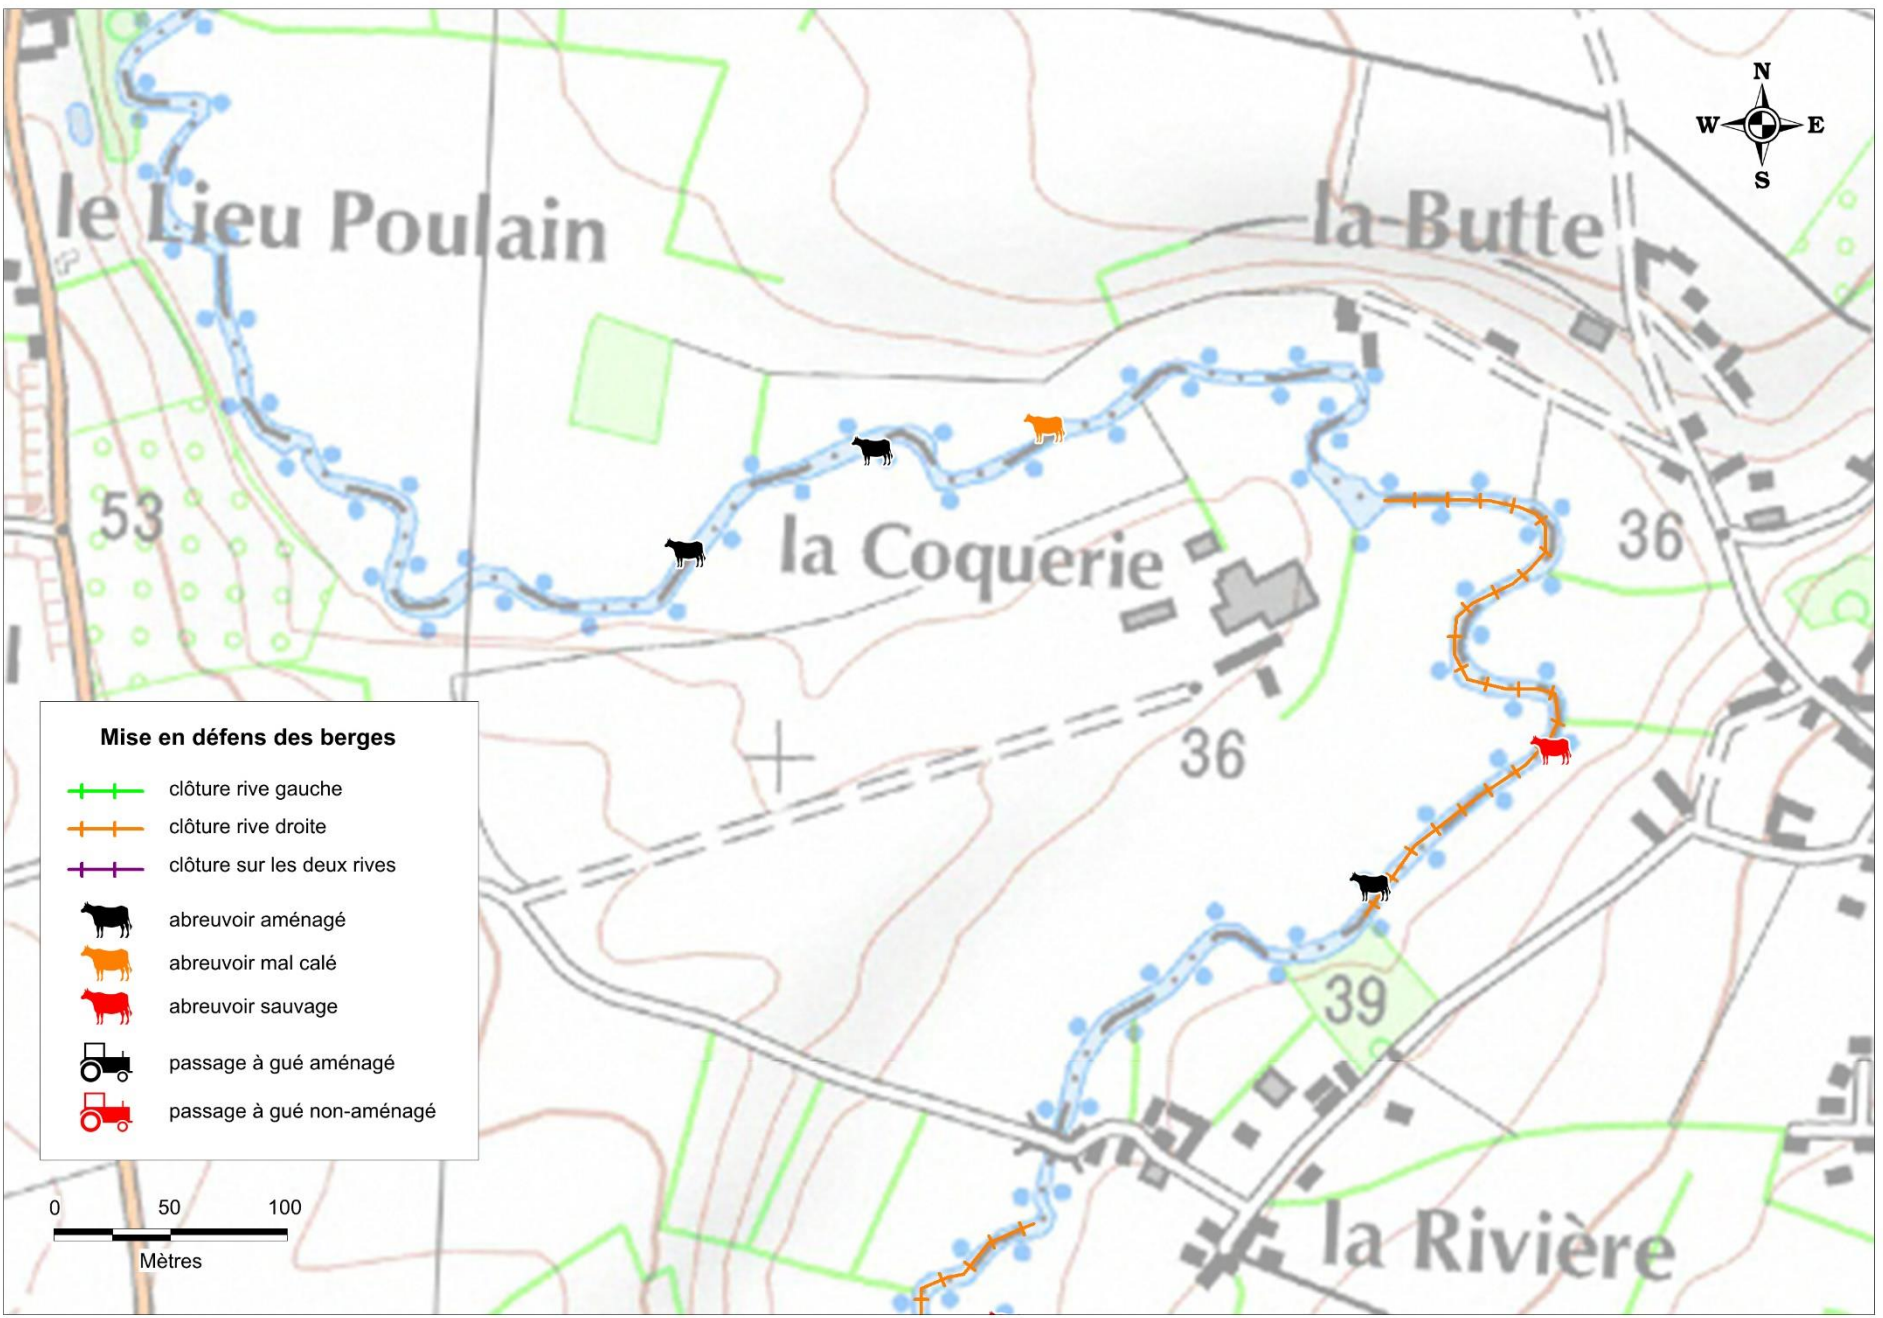 N
W E
S
le Lieu Poulain
la Butte
53
la Coquerie
36
36
39
la Rivière
Mise en défens des berges
clôture rive gauche
clôture rive droite
clôture sur les deux rives
abreuvoir aménagé
abreuvoir mal calé
abreuvoir sauvage
passage à gué aménagé
passage à gué non-aménagé
0 50 100
Mètres